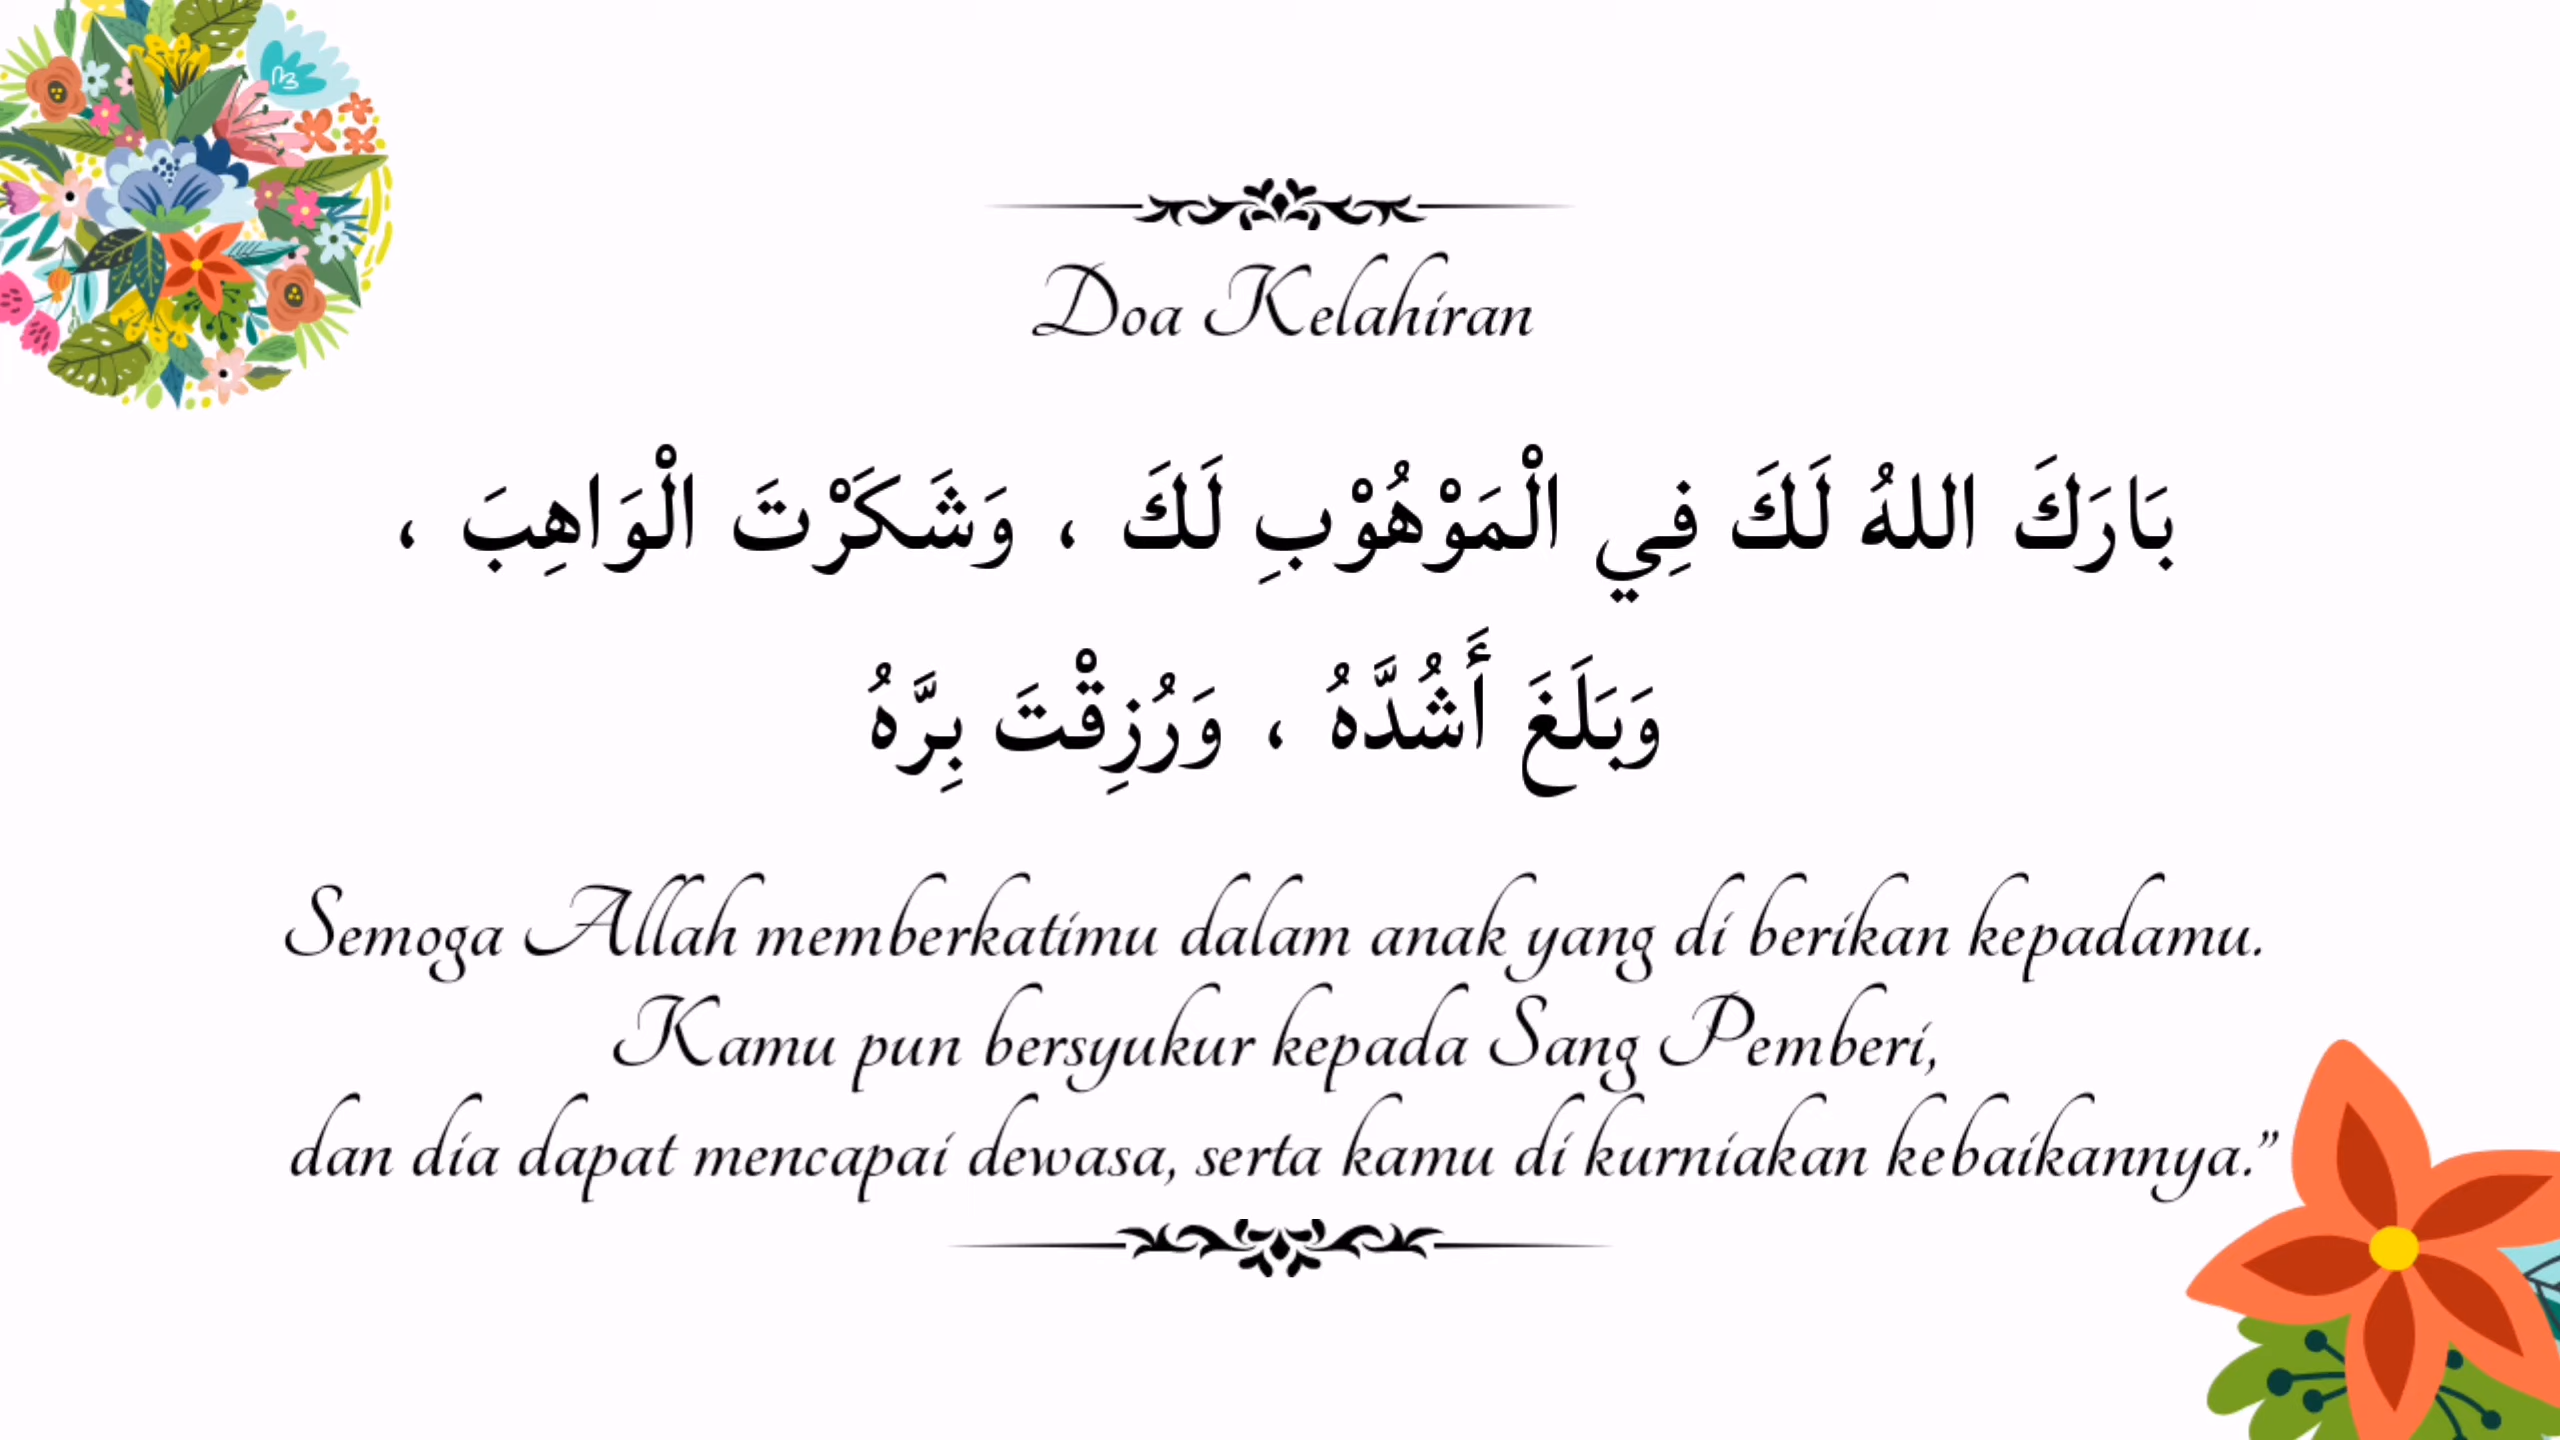 Doa Kelahiran
بَارَكَ اللهُ لَكَ فِي الْمَوْهُوْبِ لَكَ ، وَشَكَرْتَ الْوَاهِبَ ،
وَبَلَغَ أَشُدَّهُ ، وَرُزِقْتَ بِرَّهُ
Semoga Allah memberkatimu dalam anak yang di berikan kepadamu.
Kamu pun bersyukur kepada Sang Pemberi,
dan dia dapat mencapai dewasa, serta kamu di kurniakan kebaikannya.”